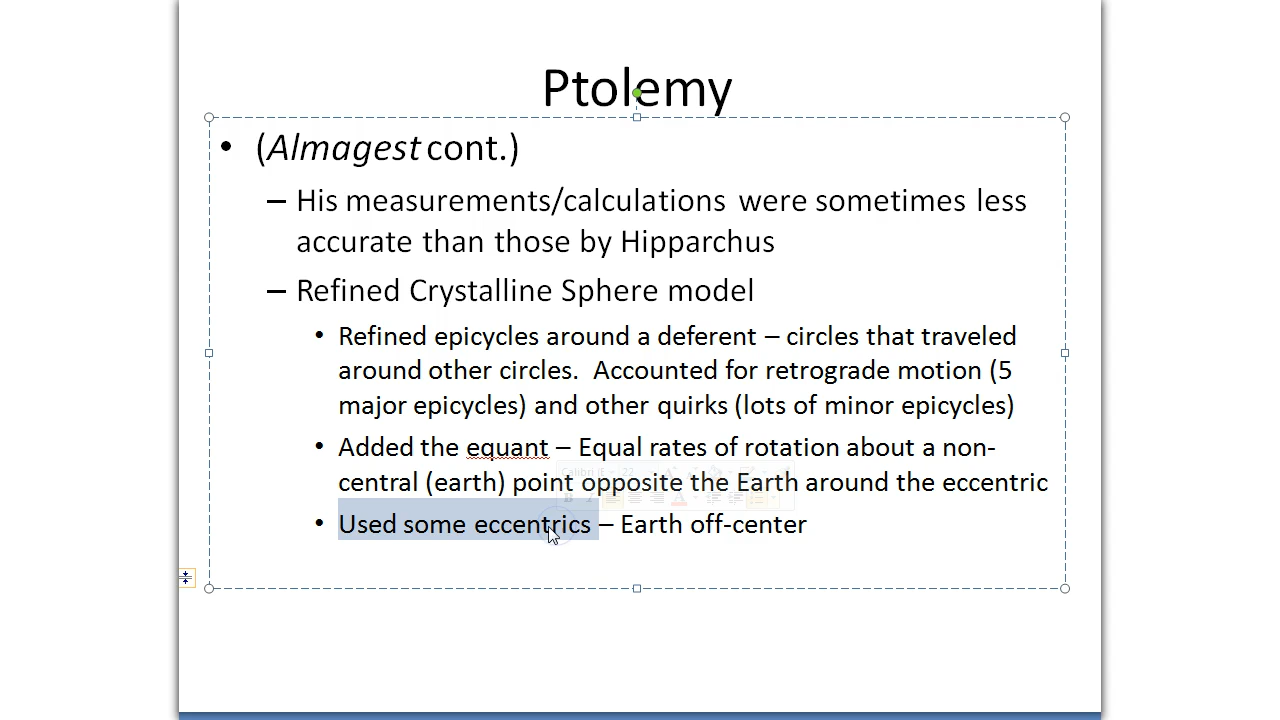 Ptolemy
• (Almagest cont.)
– His measurements/calculations were sometimes less
accurate than those by Hipparchus
– Refined Crystalline Sphere model
• Refined epicycles around a deferent – circles that traveled
around other circles. Accounted for retrograde motion (5
major epicycles) and other quirks (lots of minor epicycles)
• Added the equant – Equal rates of rotation about a non-
central (earth) point opposite the Earth around the eccentric
• Used some eccentrics – Earth off-center